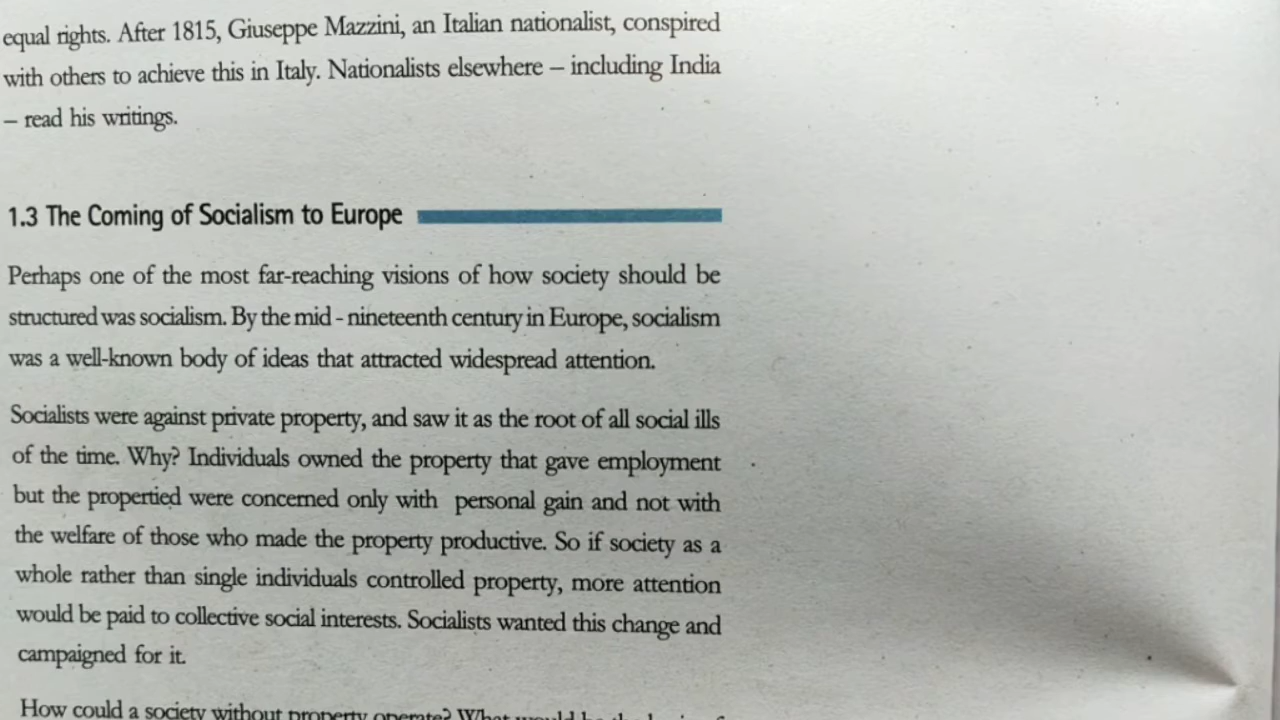 equal rights. After 1815, Giuseppe Mazzini, an Italian nationalist, conspired
with others to achieve this in Italy. Nationalists elsewhere – including India
– read his writings.
1.3 The Coming of Socialism to Europe
Perhaps one of the most far-reaching visions of how society should be
structured was socialism. By the mid - nineteenth century in Europe, socialism
was a well-known body of ideas that attracted widespread attention.
Socialists were against private property, and saw it as the root of all social ills
of the time. Why? Individuals owned the property that gave employment
but the propertied were concerned only with personal gain and not with
the welfare of those who made the property productive. So if society as a
whole rather than single individuals controlled property, more attention
would be paid to collective social interests. Socialists wanted this change and
campaigned for it.
How could a society without property operate? What would be the